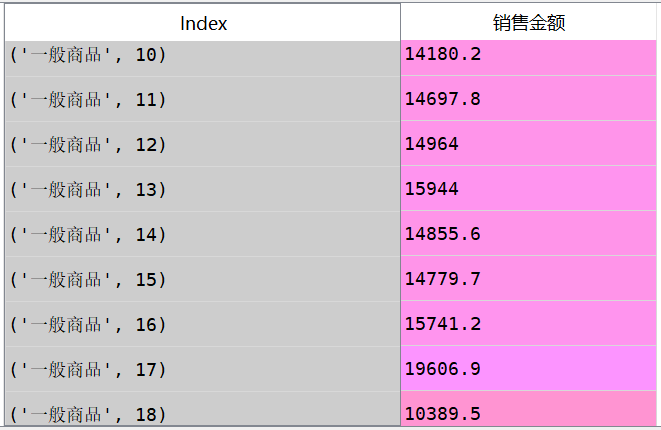 Index 销售金额
('一般商品', 10) 14180.2
('一般商品', 11) 14697.8
('一般商品', 12) 14964
('一般商品', 13) 15944
('一般商品', 14) 14855.6
('一般商品', 15) 14779.7
('一般商品', 16) 15741.2
('一般商品', 17) 19606.9
('一般商品', 18) 10389.5